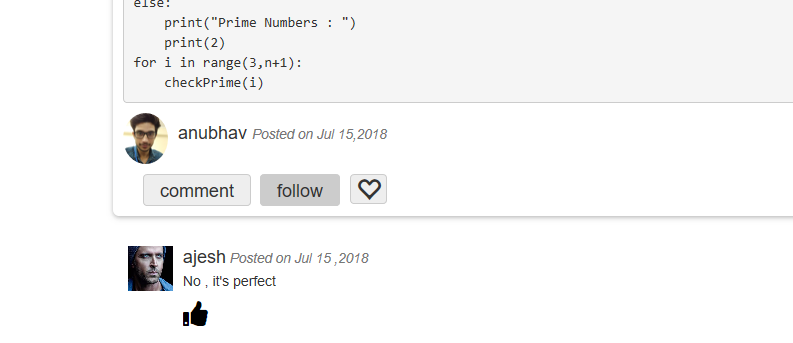 else:
    print("Prime Numbers : ")
    print(2)
for i in range(3,n+1):
    checkPrime(i)
anubhav Posted on Jul 15,2018
comment follow
ajesh Posted on Jul 15 ,2018
No , it's perfect